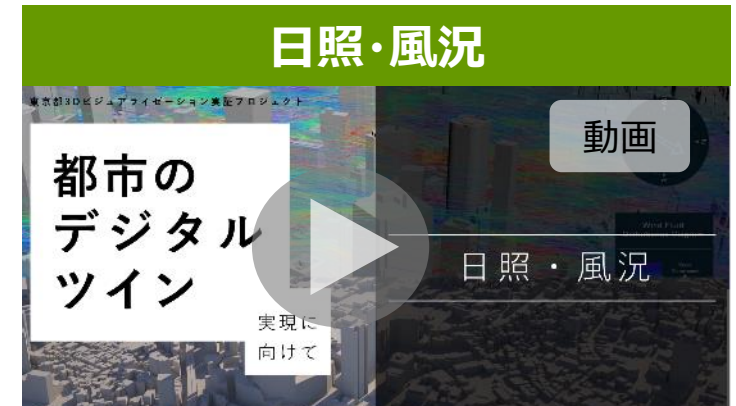 日照・風況
東京都3Dビジュアライゼーション実証プロジェクト
都市の
デジタル
ツイン
実現に
向けて
動画
日照・風況